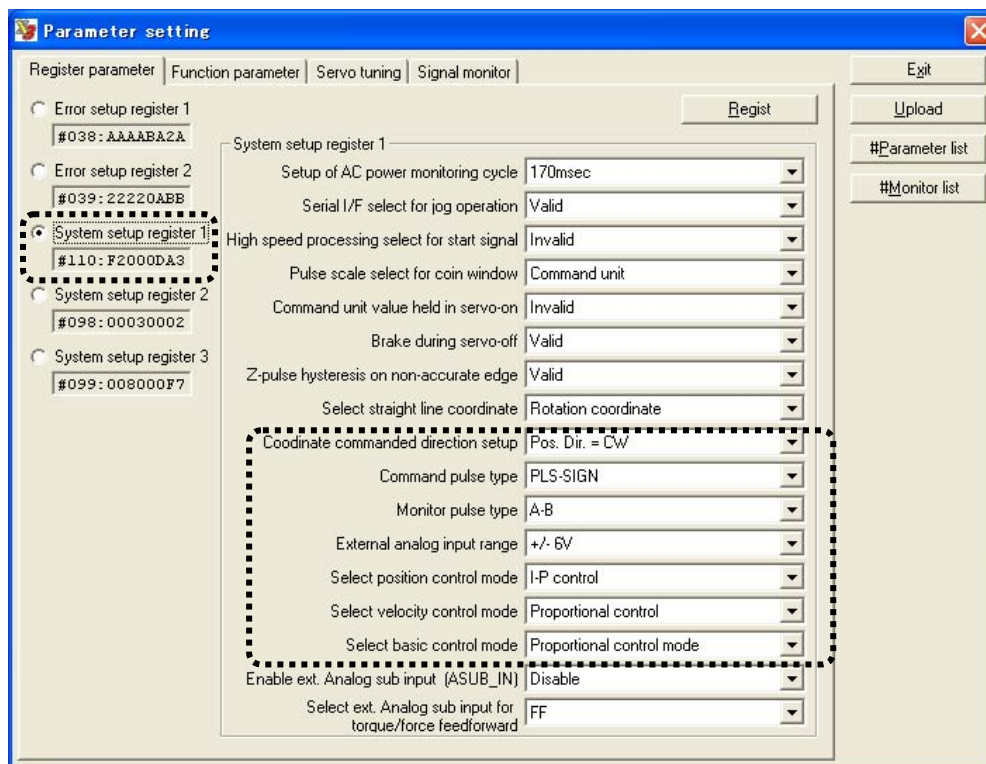 Parameter setting
Register parameter
Function parameter
Servo tuning
Signal monitor
Exit
Upload
#Parameter list
#Monitor list
Regist
Error setup register 1
#038:AAAABA2A
Error setup register 2
#039:22220ABB
System setup register 1
#110:F2000DA3
System setup register 2
#098:00030002
System setup register 3
#099:008000F7
System setup register 1
Setup of AC power monitoring cycle 170msec
Serial I/F select for jog operation Valid
High speed processing select for start signal Invalid
Pulse scale select for coin window Command unit
Command unit value held in servo-on Invalid
Brake during servo-off Valid
Z-pulse hysteresis on non-accurate edge Valid
Select straight line coordinate Rotation coordinate
Coodinate commanded direction setup Pos. Dir. = CW
Command pulse type PLS-SIGN
Monitor pulse type A-B
External analog input range +/- 6V
Select position control mode I-P control
Select velocity control mode Proportional control
Select basic control mode Proportional control mode
Enable ext. Analog sub input (ASUB_IN) Disable
Select ext. Analog sub input for
torque/force feedforward FF